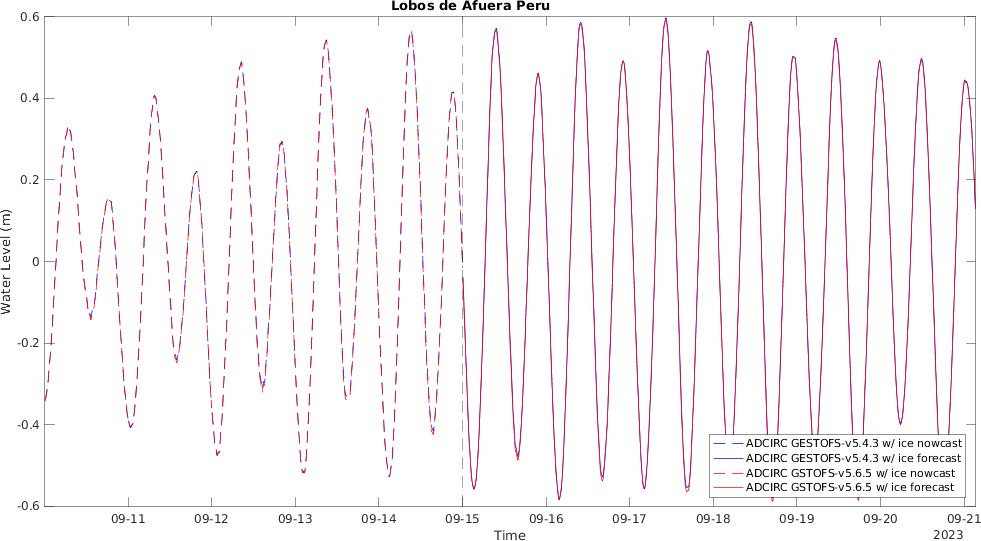 Lobos de Afuera Peru
0.6
0.4
0.2
0
-0.2
-0.4
-0.6
Water Level (m)
ADCIRC GESTOFS-v5.4.3 w/ ice nowcast
ADCIRC GESTOFS-v5.4.3 w/ ice forecast
ADCIRC GSTOFS-v5.6.5 w/ ice nowcast
ADCIRC GSTOFS-v5.6.5 w/ ice forecast
09-11 09-12 09-13 09-14 09-15 09-16 09-17 09-18 09-19 09-20 09-21
Time 2023